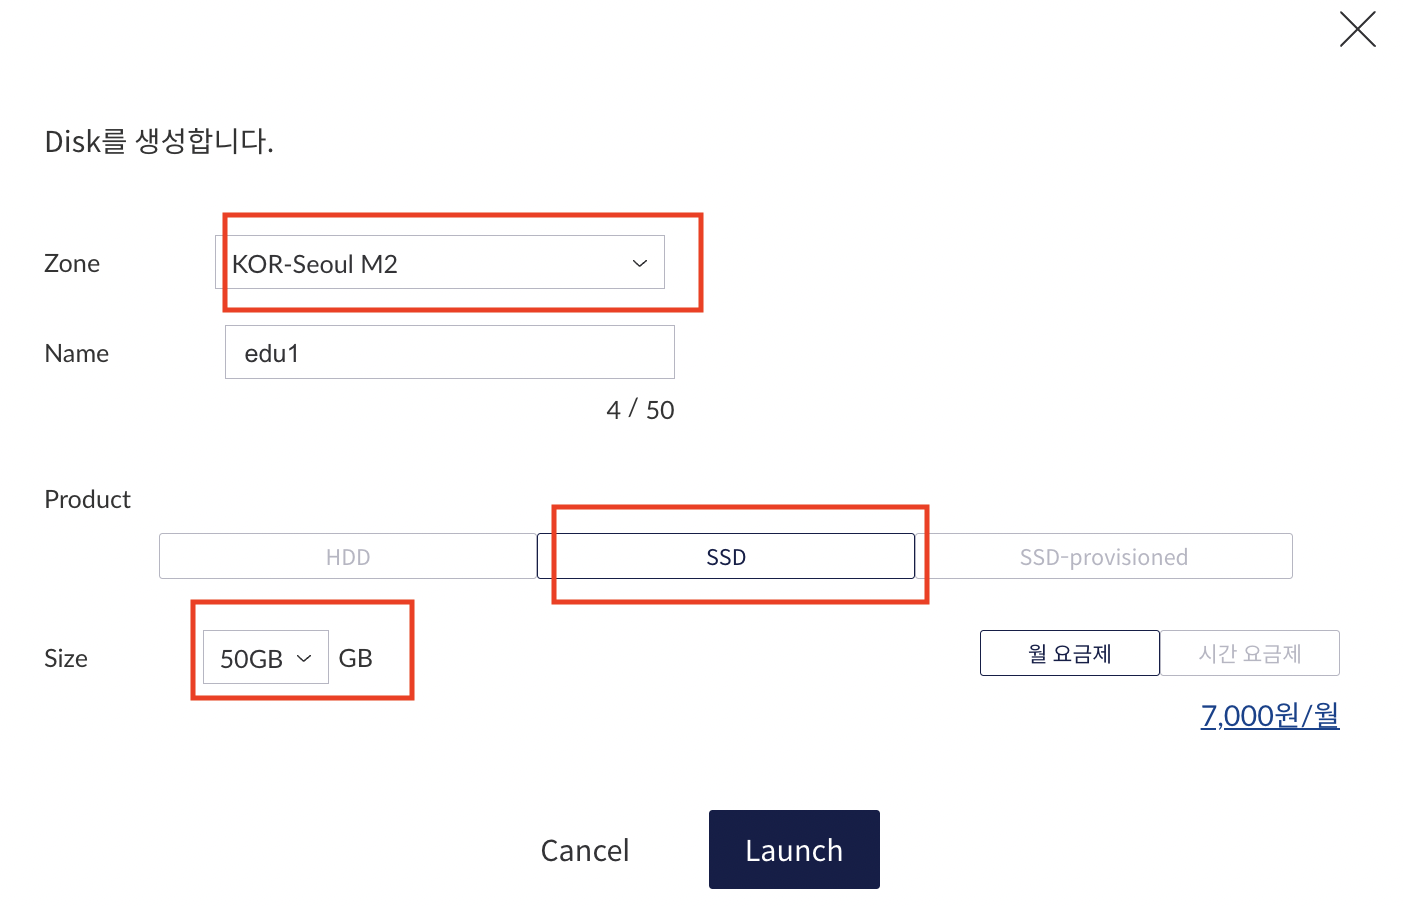 Disk를 생성합니다.
Zone
KOR-Seoul M2
Name
edu1
4 / 50
Product
HDD
SSD
SSD-provisioned
Size
50GB
GB
월 요금제
시간 요금제
7,000원/월
Cancel
Launch